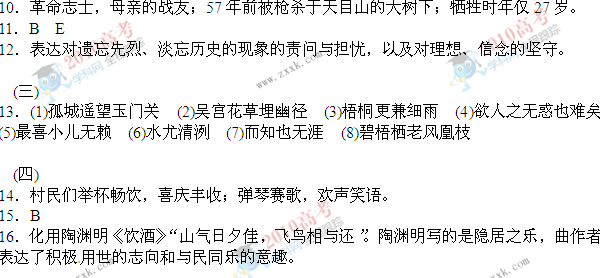 10．革命志士，母亲的战友；57年前被枪杀于天目山的大树下；牺牲时年仅27岁。
11．B　E
12．表达对遗忘先烈、淡忘历史的现象的责问与担忧，以及对理想、信念的坚守。
(三)
13．(1)孤城遥望玉门关　(2)吴宫花草埋幽径　(3)梧桐更兼细雨　(4)欲人之无惑也难矣
(5)最喜小儿无赖　(6)水尤清洌　(7)而知也无涯　(8)碧梧栖老凤凰枝
(四)
14．村民们举杯畅饮，喜庆丰收；弹琴赛歌，欢声笑语。
15．B
16．化用陶渊明《饮酒》“山气日夕佳，飞鸟相与还”。陶渊明写的是隐居之乐，曲作者
表达了积极用世的志向和与民同乐的意趣。